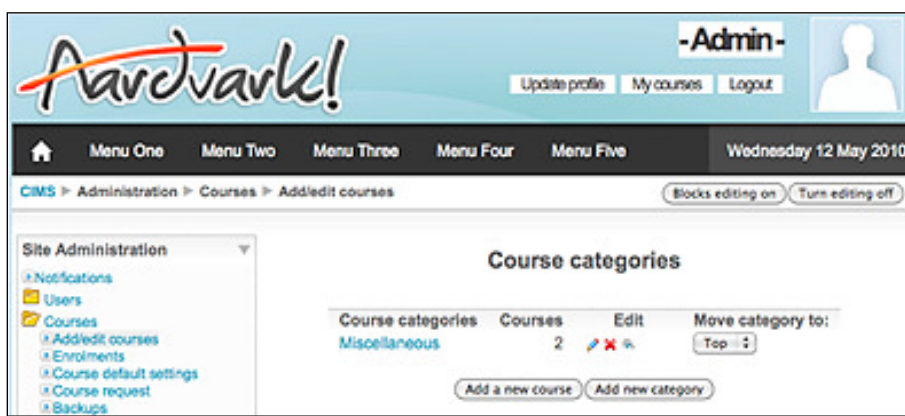 Aardvark!
-Admin-
Update profile My courses Logout
Menu One Menu Two Menu Three Menu Four Menu Five Wednesday 12 May 2010
CIMS Administration Courses Add/edit courses Blocks editing on Turn editing off
Site Administration
Notifications
Users
Courses
Add/edit courses
Enrolments
Course default settings
Course request
Backups
Course categories
Course categories Courses Edit Move category to:
Miscellaneous 2 Top
Add a new course Add new category